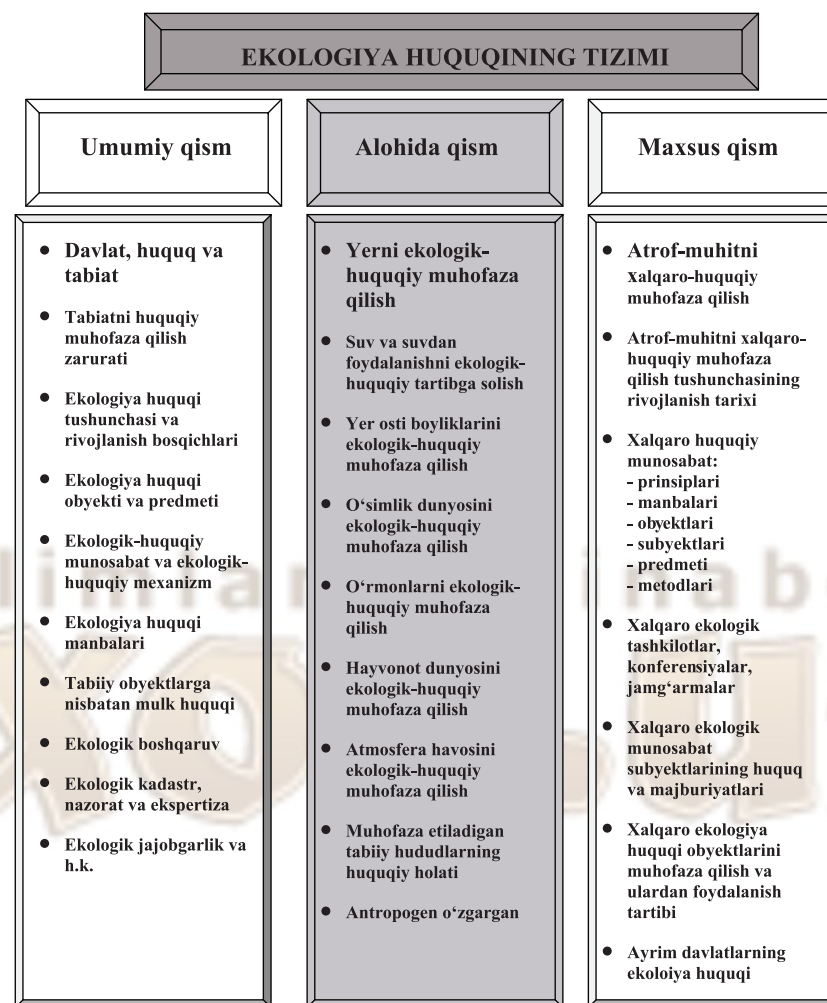 EKOLOGIYA HUQUQINING TIZIMI
Umumiy qism
• Davlat, huquq va
tabiat
• Tabiatni huquqiy
muhofaza qilish
zarurati
• Ekologiya huquqi
tushunchasi va
rivojlanish bosqichlari
• Ekologiya huquqi
obyekti va predmeti
• Ekologik-huquqiy
munosabat va ekologik-
huquqiy mexanizm
• Ekologiya huquqi
manbalari
• Tabiiy obyektlarga
nisbatan mulk huquqi
• Ekologik boshqaruv
• Ekologik kadastr,
nazorat va ekspertiza
• Ekologik jajobgarlik va
h.k.
Alohida qism
• Yerni ekologik-
huquqiy muhofaza
qilish
• Suv va suvdan
foydalanishni ekologik-
huquqiy tartibga solish
• Yer osti boyliklarini
ekologik-huquqiy
muhofaza qilish
• O‘simlik dunyosini
ekologik-huquqiy
muhofaza qilish
• O‘rmonlarni ekologik-
huquqiy muhofaza
qilish
• Hayvonot dunyosini
ekologik-huquqiy
muhofaza qilish
• Atmosfera havosini
ekologik-huquqiy
muhofaza qilish
• Muhofaza etiladigan
tabiiy hududlarning
huquqiy holati
• Antropogen o‘zgargan
Maxsus qism
• Atrof-muhitni
xalqaro-huquqiy
muhofaza qilish
• Atrof-muhitni xalqaro-
huquqiy muhofaza
qilish tushunchasining
rivojlanish tarixi
• Xalqaro huquqiy
munosabat:
- prinsiplari
- manbalari
- obyektlari
- subyektlari
- predmeti
- metodlari
• Xalqaro ekologik
tashkilotlar,
konferensiyalar,
jamg‘armalar
• Xalqaro ekologik
munosabat
subyektlarining huquq
va majburiyatlari
• Xalqaro ekologiya
huquqi obyektlarini
muhofaza qilish va
ulardan foydalanish
tartibi
• Ayrim davlatlarning
ekoloiya huquqi